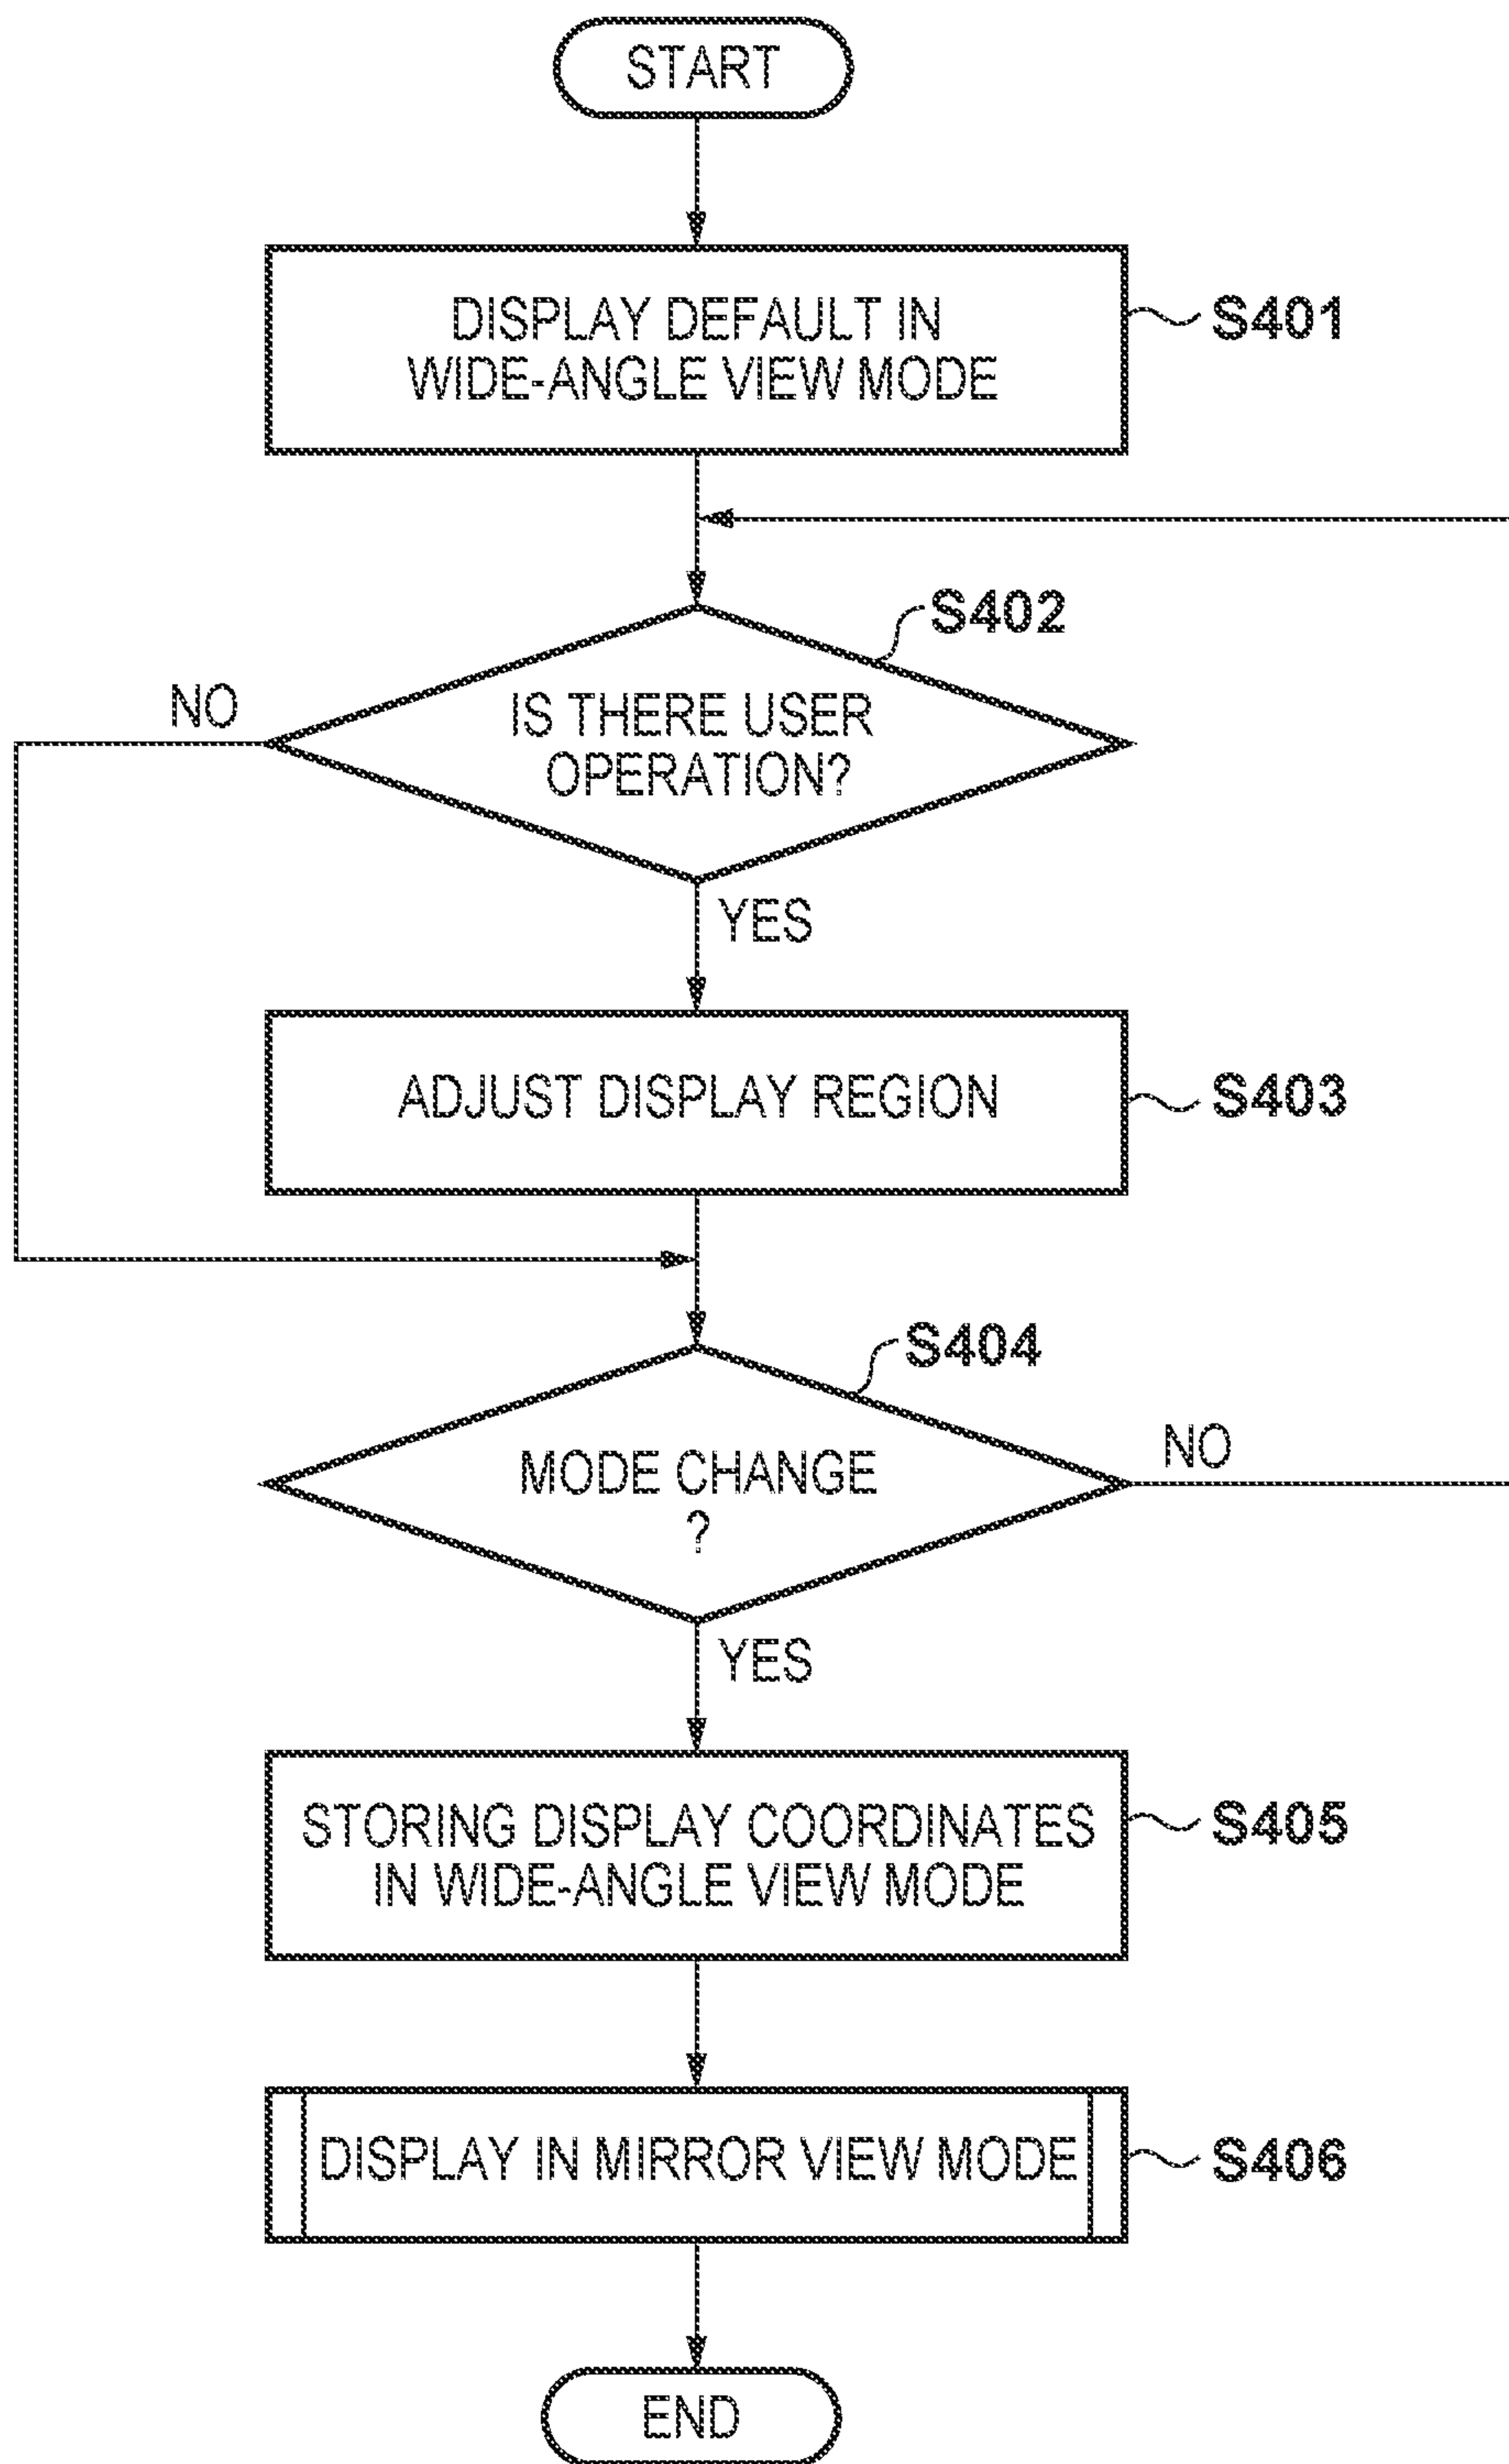 START
DISPLAY DEFAULT IN
WIDE-ANGLE VIEW MODE
S401
S402
NO
IS THERE USER
OPERATION?
YES
ADJUST DISPLAY REGION
S403
S404
MODE CHANGE
?
NO
YES
STORING DISPLAY COORDINATES
IN WIDE-ANGLE VIEW MODE
S405
DISPLAY IN MIRROR VIEW MODE
S406
END